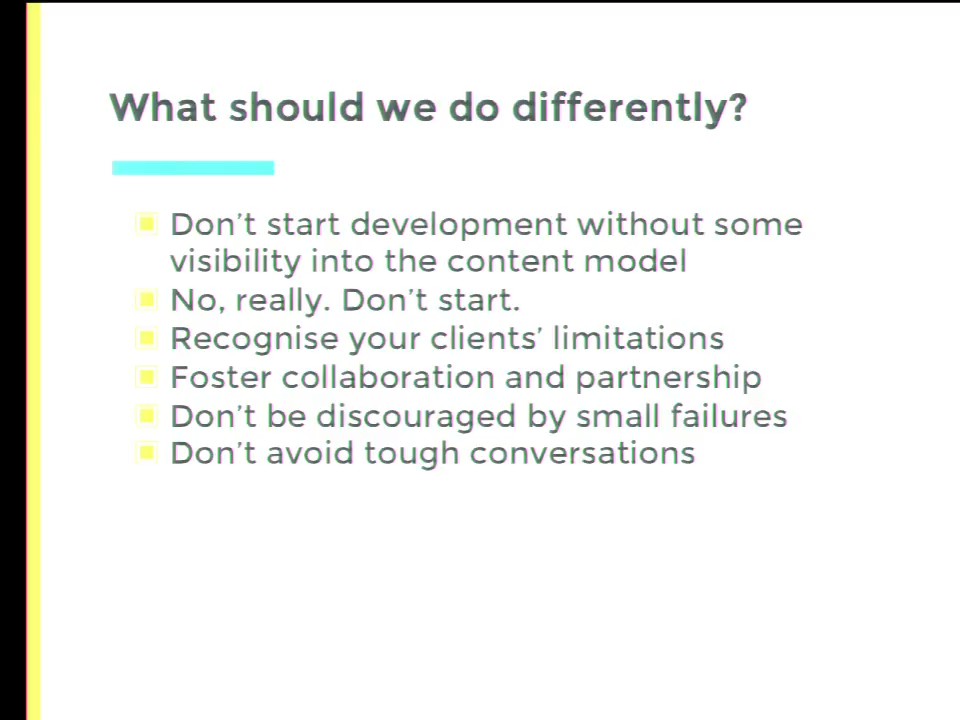 What should we do differently?
Don't start development without some
visibility into the content model
No, really. Don't start.
Recognise your clients' limitations
Foster collaboration and partnership
Don't be discouraged by small failures
Don't avoid tough conversations